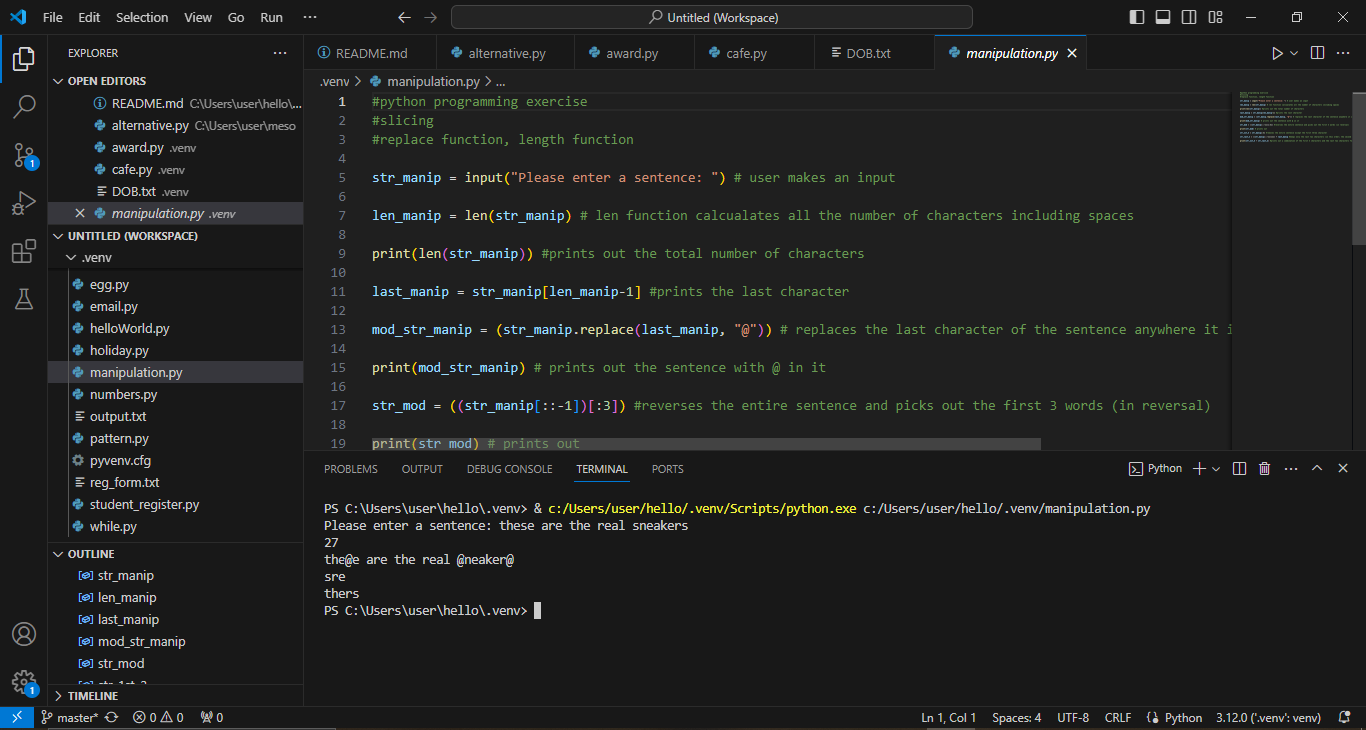 File Edit Selection View Go Run ··· Untitled (Workspace)
EXPLORER ···
OPEN EDITORS
README.md C:\Users\user\hello\...
alternative.py C:\Users\user\meso
award.py .venv
cafe.py .venv
DOB.txt .venv
manipulation.py .venv
UNTITLED (WORKSPACE)
.venv
egg.py
email.py
helloWorld.py
holiday.py
manipulation.py
numbers.py
output.txt
pattern.py
pyvenv.cfg
reg_form.txt
student_register.py
while.py
OUTLINE
str_manip
len_manip
last_manip
mod_str_manip
str_mod
TIMELINE
README.md alternative.py award.py cafe.py DOB.txt manipulation.py
.venv > manipulation.py > ...
1 #python programming exercise
2 #slicing
3 #replace function, length function
4
5 str_manip = input("Please enter a sentence: ") # user makes an input
6
7 len_manip = len(str_manip) # len function calcualates all the number of characters including spaces
8
9 print(len(str_manip)) #prints out the total number of characters
10
11 last_manip = str_manip[len_manip-1] #prints the last character
12
13 mod_str_manip = (str_manip.replace(last_manip, "@")) # replaces the last character of the sentence anywhere it i
14
15 print(mod_str_manip) # prints out the sentence with @ in it
16
17 str_mod = ((str_manip[::-1])[:3]) #reverses the entire sentence and picks out the first 3 words (in reversal)
18
19 print(str_mod) # prints out
PROBLEMS OUTPUT DEBUG CONSOLE TERMINAL PORTS Python
PS C:\Users\user\hello\.venv> & c:/Users/user/hello/.venv/Scripts/python.exe c:/Users/user/hello/.venv/manipulation.py
Please enter a sentence: these are the real sneakers
27
the@e are the real @neaker@
sre
thers
PS C:\Users\user\hello\.venv>
master* 0 0 0 Ln 1, Col 1 Spaces: 4 UTF-8 CRLF Python 3.12.0 ('.venv': venv)